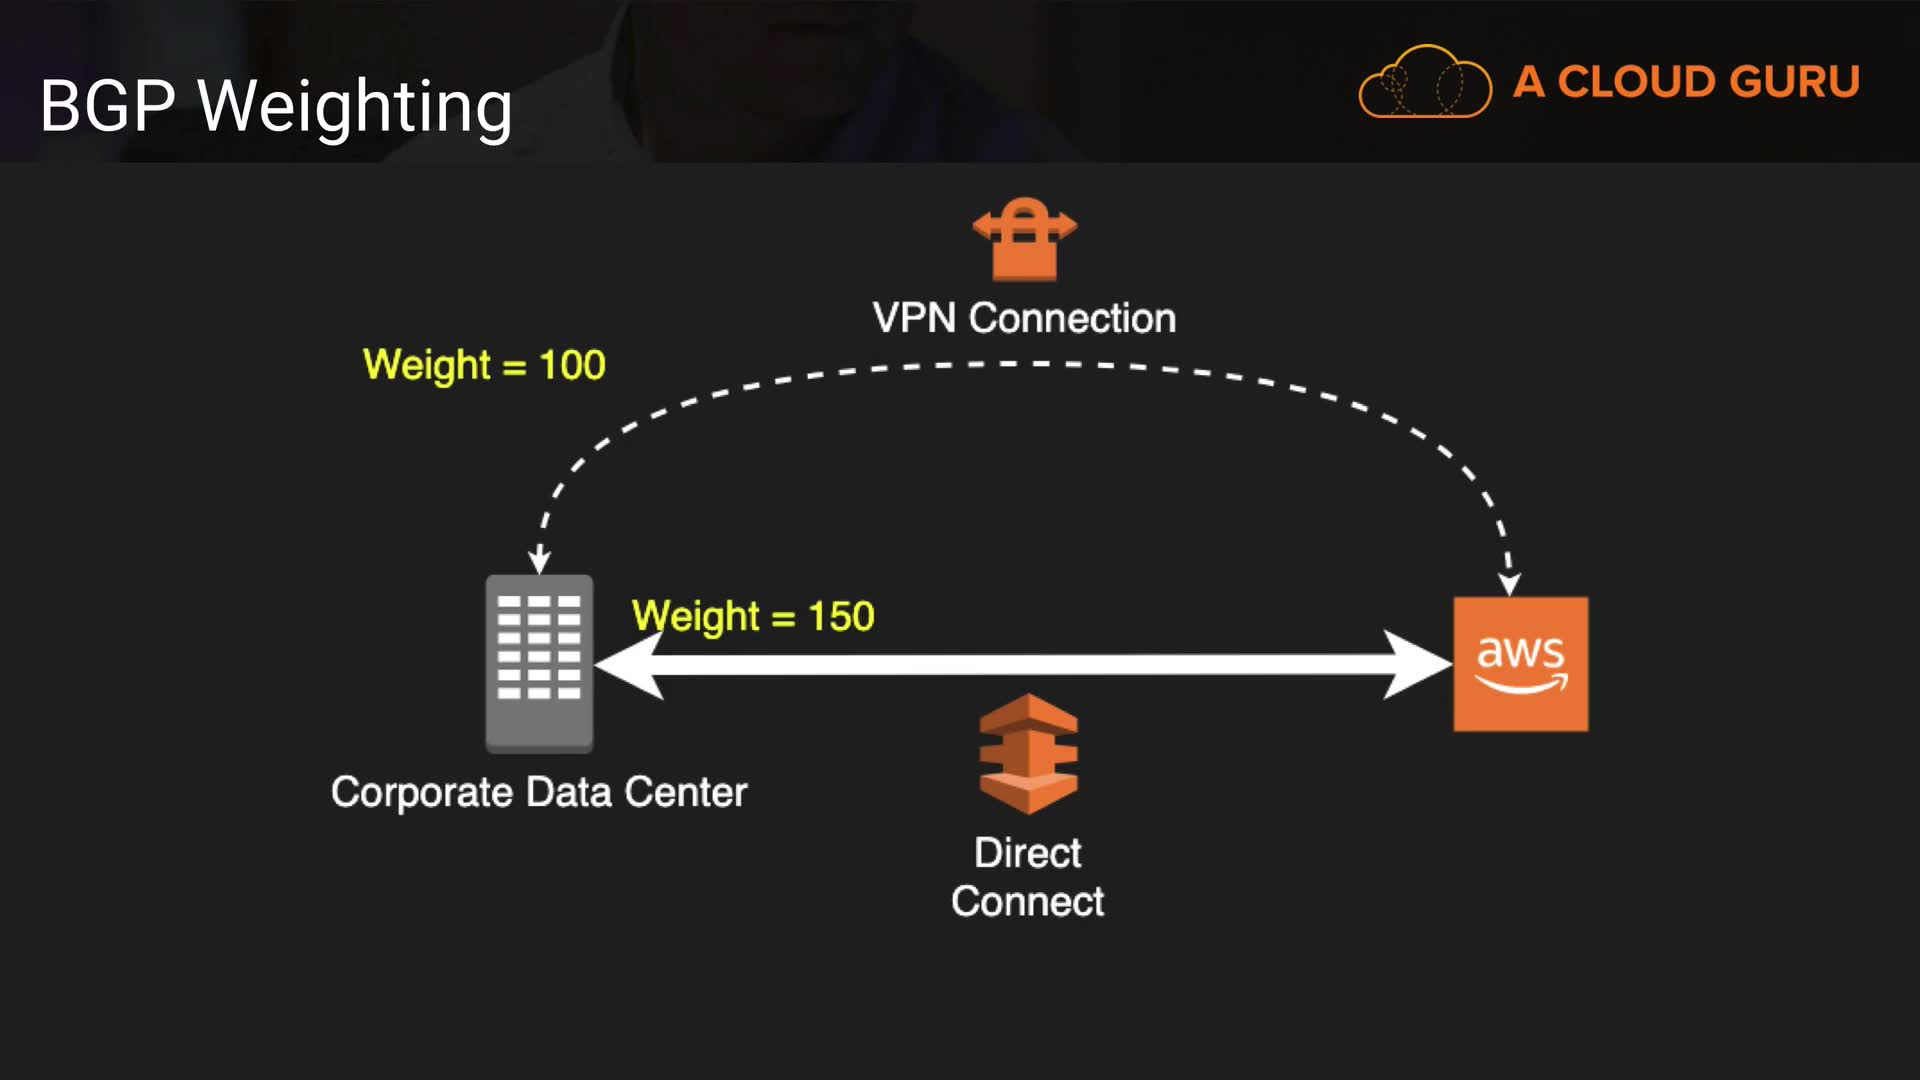 BGP Weighting
A CLOUD GURU
VPN Connection
Weight = 100
Weight = 150
aws
Corporate Data Center
Direct
Connect